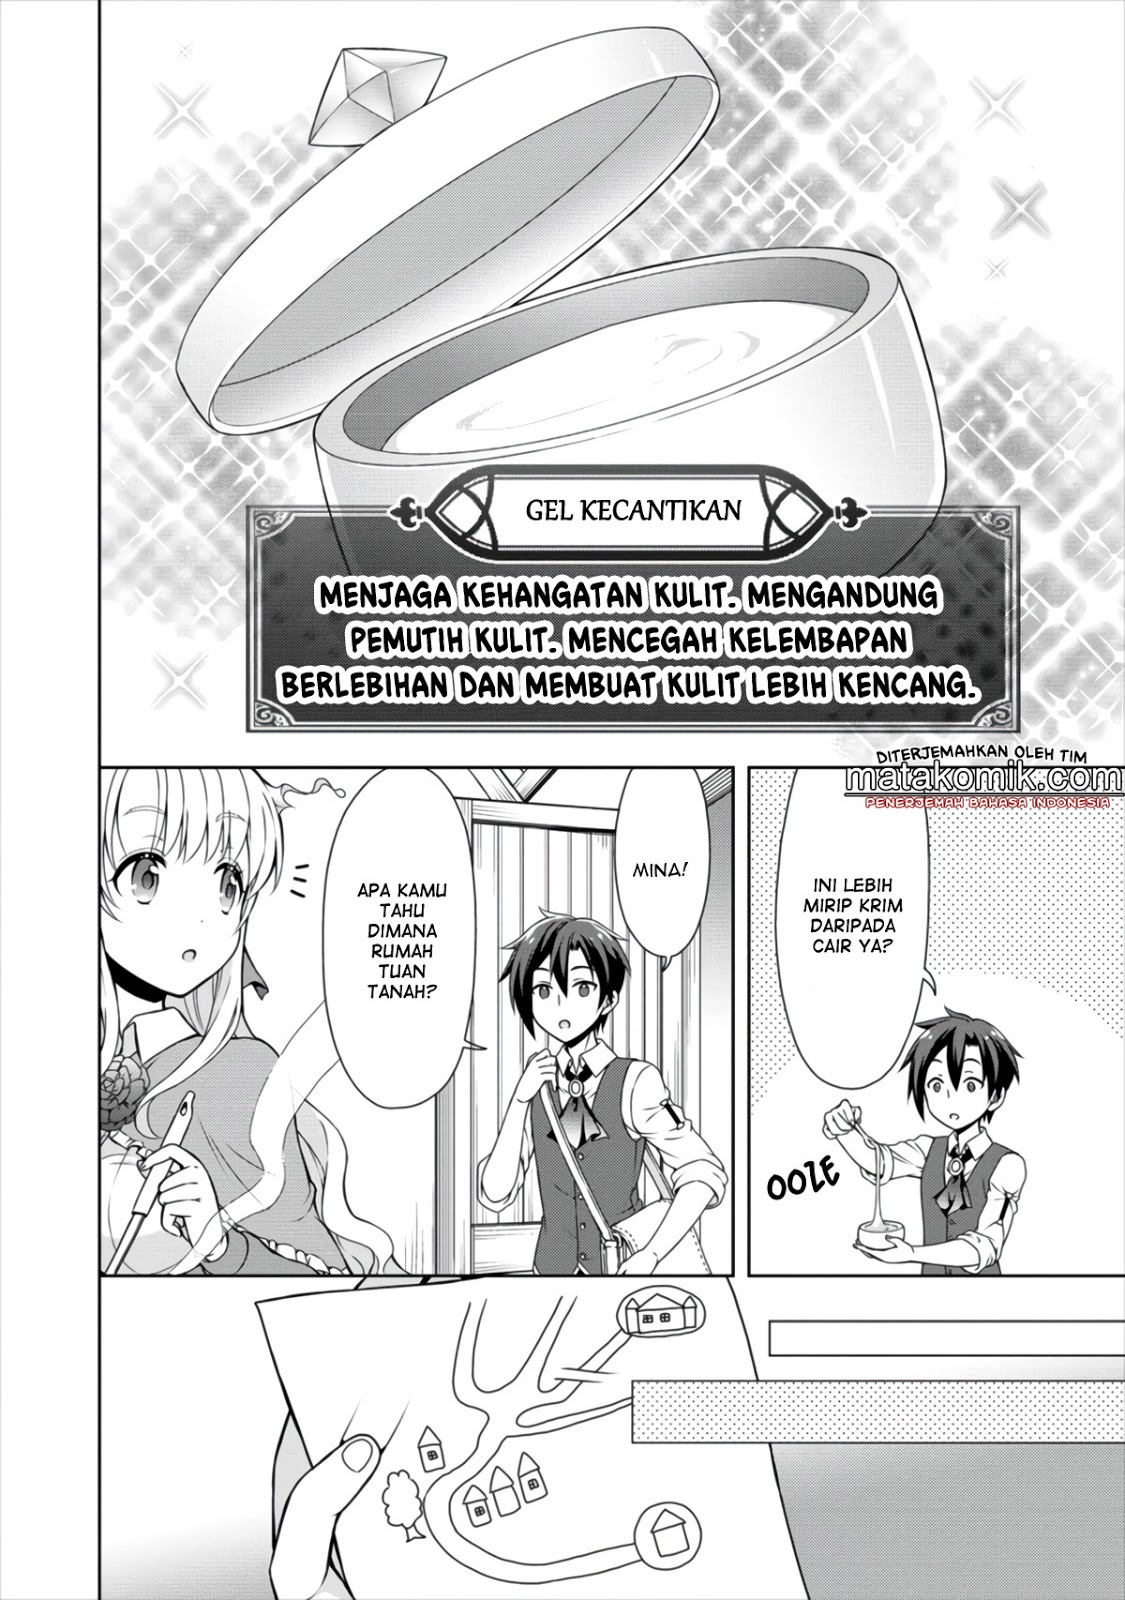 GEL KECANTIKAN
MENJAGA KEHANGATAN KULIT. MENGANDUNG
PEMUTIH KULIT. MENCEGAH KELEMBAPAN
BERLEBIHAN DAN MEMBUAT KULIT LEBIH KENCANG.
DITERJEMAHKAN OLEH TIM
matakomik.com
PENERJEMAH BAHASA INDONESIA
INI LEBIH
MIRIP KRIM
DARIPADA
CAIR YA?
OOZE
MINA!
APA KAMU
TAHU
DIMANA
RUMAH
TUAN
TANAH?